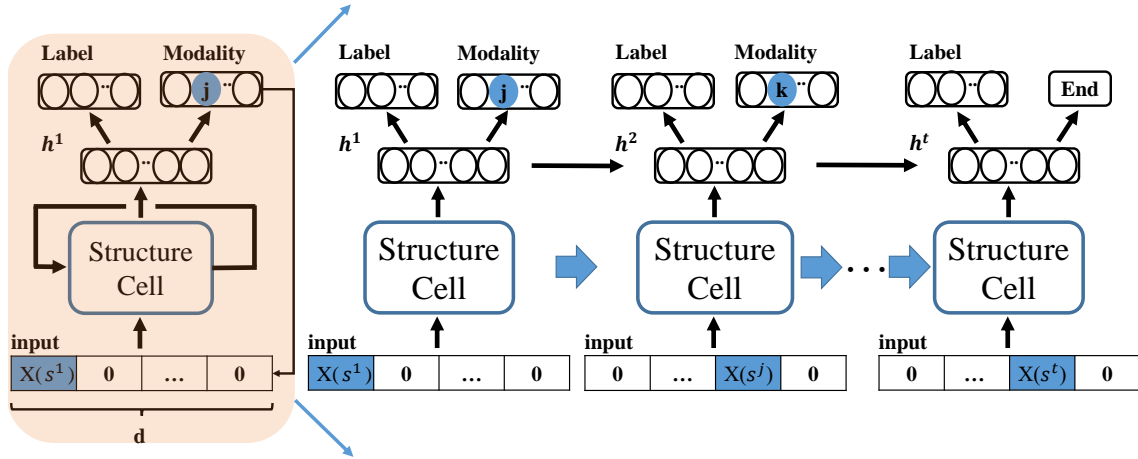 Label Modality
j
h¹
Structure
Cell
input
X(s¹) 0 ... 0
d
Label Modality
j
h¹
Structure
Cell
input
X(s¹) 0 ... 0
Label Modality
k
h²
Structure
Cell
input
0 ... X(sʲ) 0
...
Label
End
hᵗ
Structure
Cell
input
0 ... X(sᵗ) 0